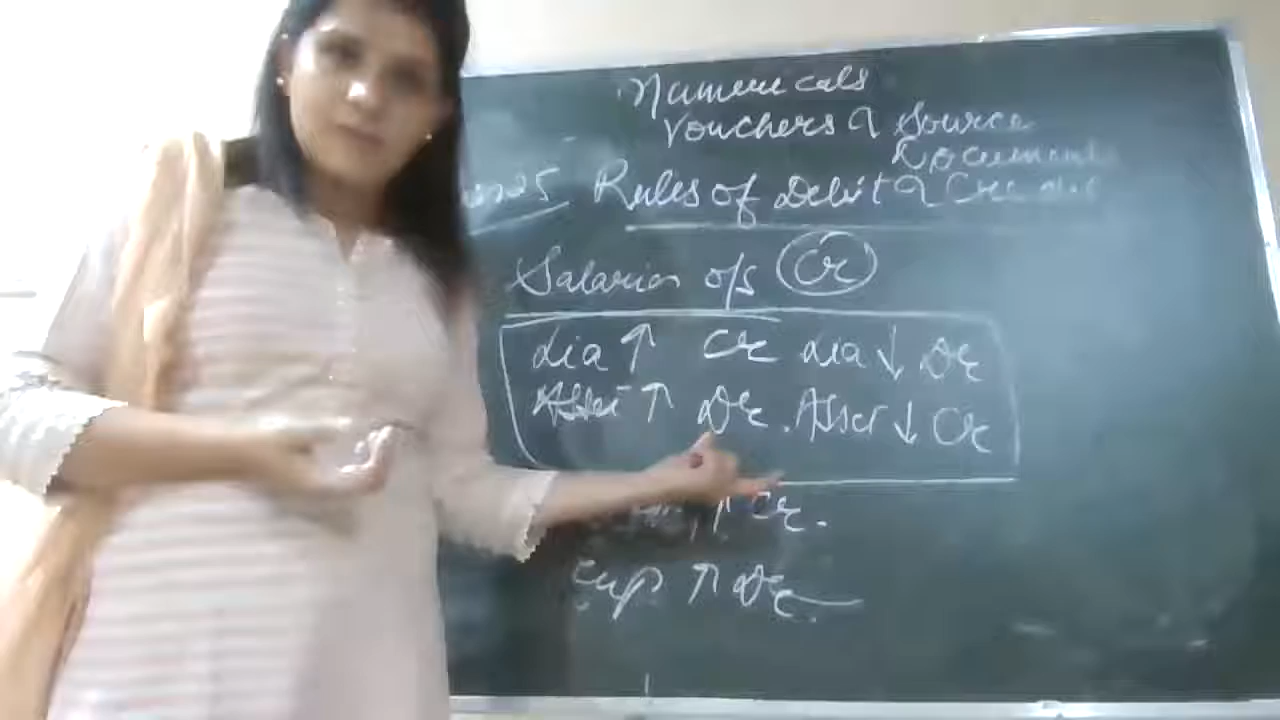 Numericals
Vouchers & Source
Documents
Rules of Debit & Credit
Salaries o/s Cr
Lia ↑ Cr Lia ↓ Dr
Asset ↑ Dr. Asset ↓ Cr
↑ Cr.
Exp ↑ Dr.